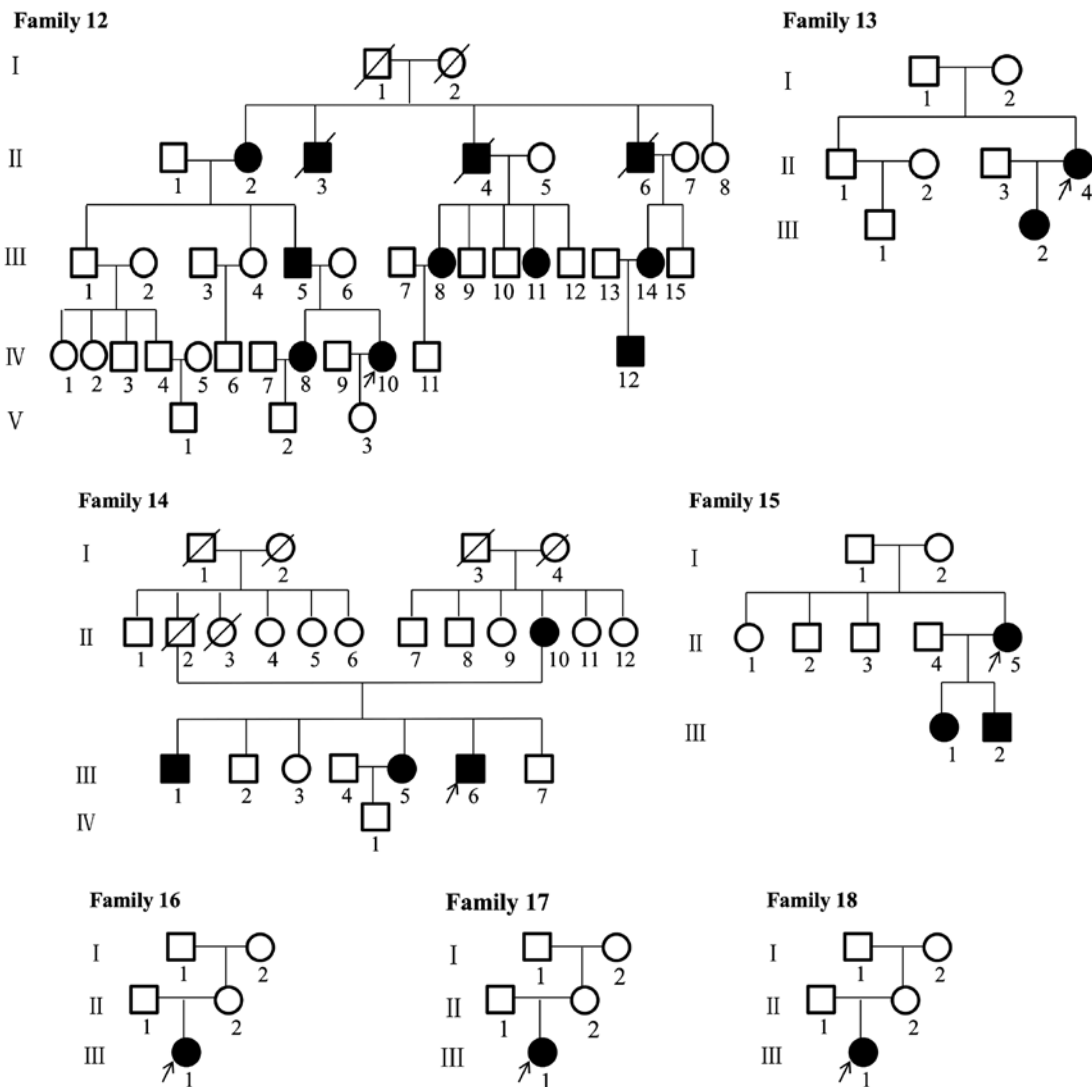 Family 12
I
1 2
II
1 2 3 4 5 6 7 8
III
1 2 3 4 5 6 7 8 9 10 11 12 13 14 15
IV
1 2 3 4 5 6 7 8 9 10 11 12
V
1 2 3
Family 13
I
1 2
II
1 2 3 4
III
1 2
Family 14
I
1 2 3 4
II
1 2 3 4 5 6 7 8 9 10 11 12
III
1 2 3 4 5 6 7
IV
1
Family 15
I
1 2
II
1 2 3 4 5
III
1 2
Family 16
I
1 2
II
1 2
III
1
Family 17
I
1 2
II
1 2
III
1
Family 18
I
1 2
II
1 2
III
1